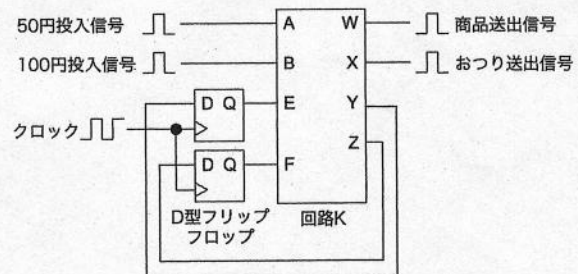 50円投入信号
100円投入信号
クロック
A
B
E
F
W
X
Y
Z
D Q
D Q
D型フリップ
フロップ
回路K
商品送出信号
おつり送出信号